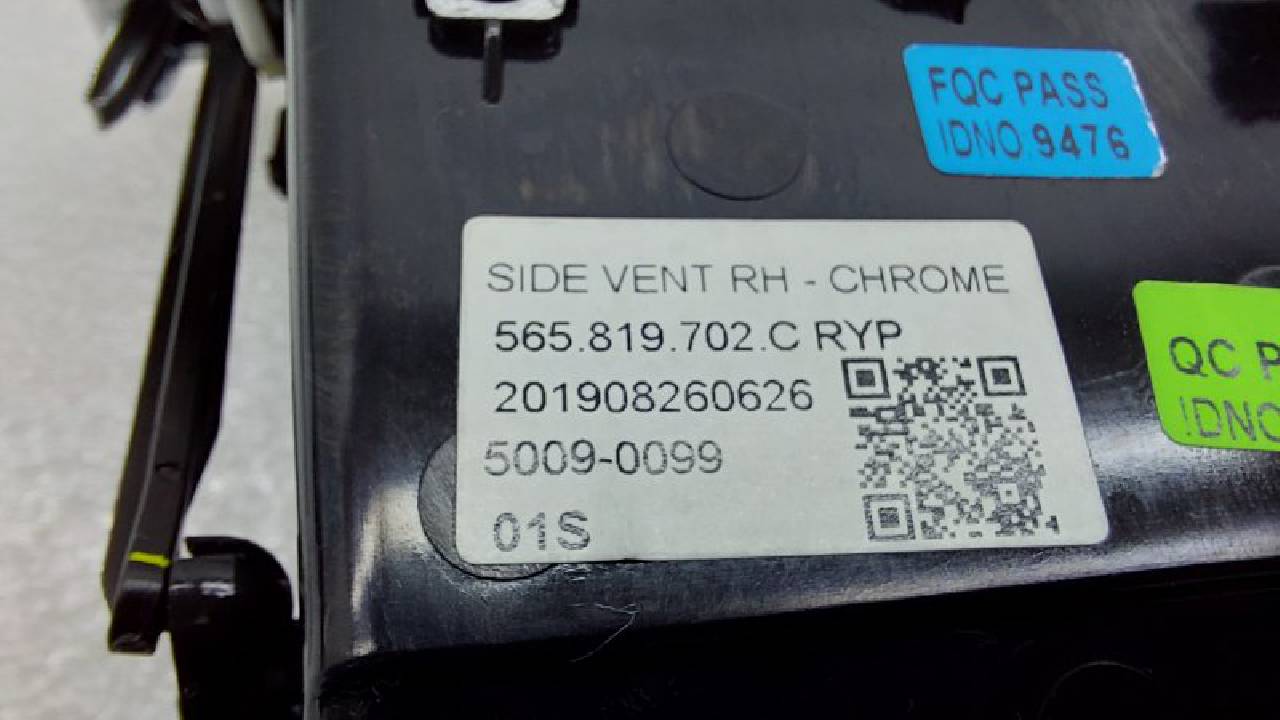 FQC PASS
IDNO.9476
SIDE VENT RH - CHROME
565.819.702.C RYP
201908260626
5009-0099
01S
QC P
IDNO